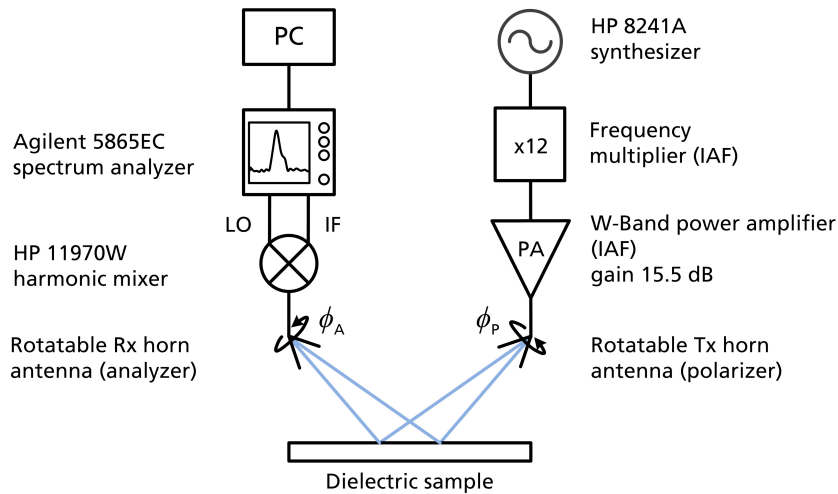 PC
HP 8241A
synthesizer
Agilent 5865EC
spectrum analyzer
x12
Frequency
multiplier (IAF)
LO
IF
HP 11970W
harmonic mixer
PA
W-Band power amplifier
(IAF)
gain 15.5 dB
ϕA
ϕP
Rotatable Rx horn
antenna (analyzer)
Rotatable Tx horn
antenna (polarizer)
Dielectric sample